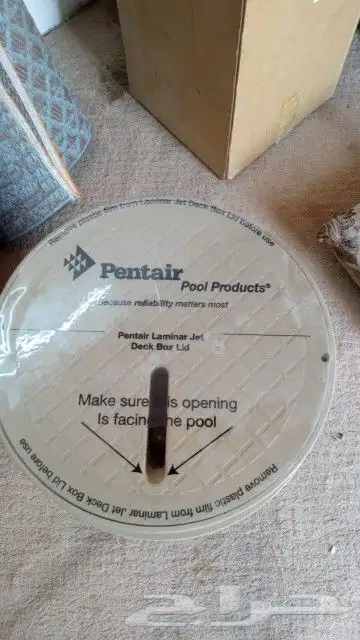 Remove plastic film from Laminar Jet Deck Box Lid before use
Pentair
Pool Products®
Because reliability matters most
Pentair Laminar Jet
Deck Box Lid
Make sure is opening
Is facing the pool
Remove plastic film from Laminar Jet Deck Box Lid before use
حراج